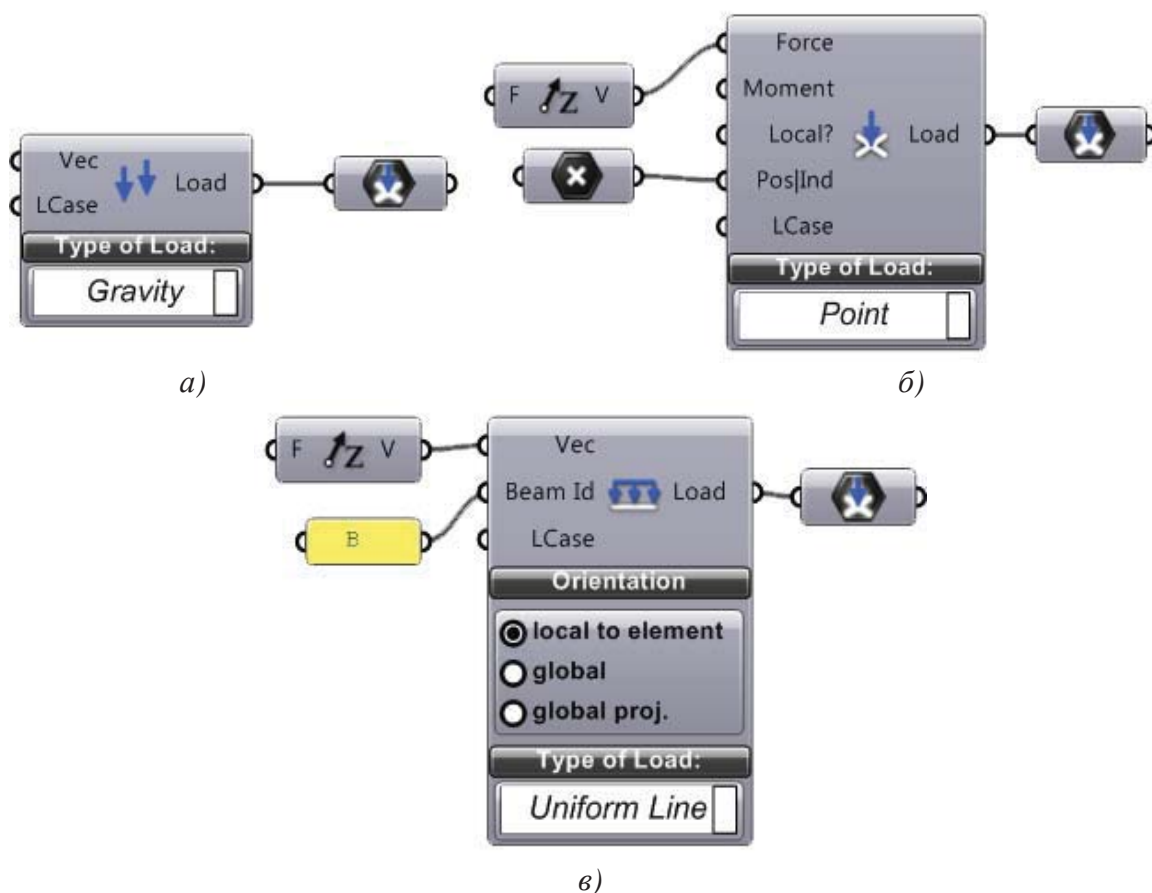 Vec
LCase
Load
Type of Load:
Gravity
а)
F Z V
Force
Moment
Local?
Pos|Ind
LCase
Load
Type of Load:
Point
б)
F Z V
B
Vec
Beam Id
LCase
Load
Orientation
local to element
global
global proj.
Type of Load:
Uniform Line
в)